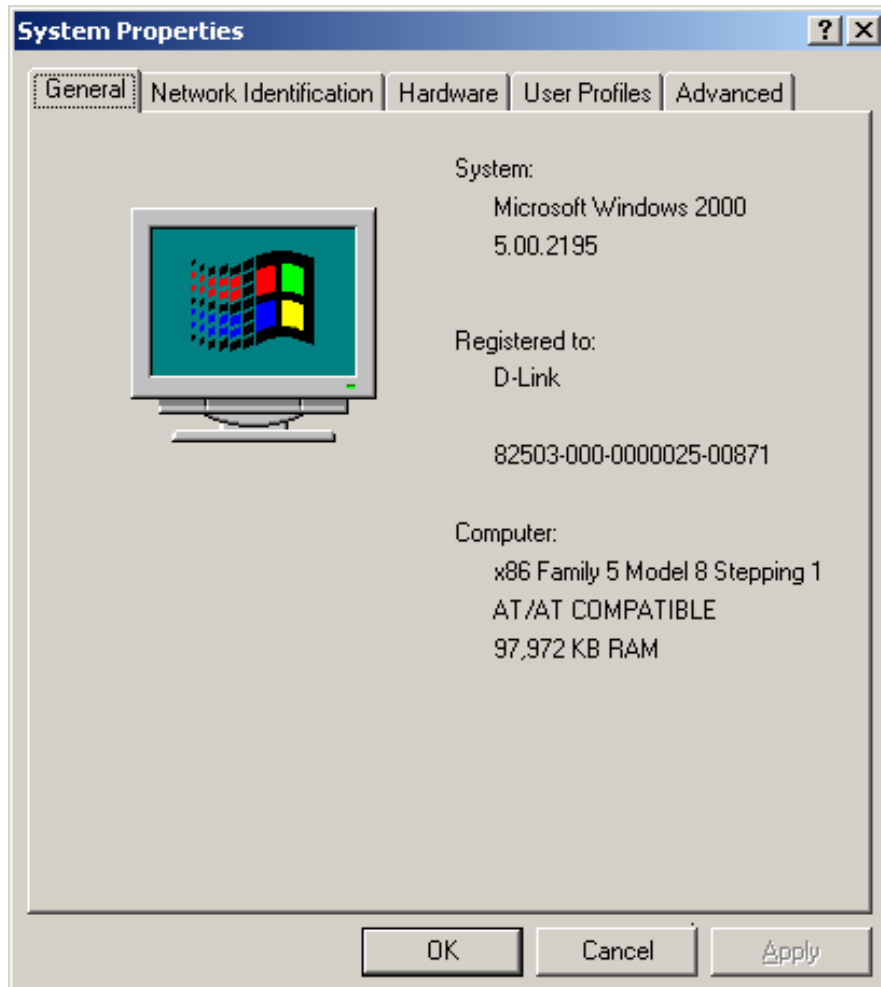 System Properties
General Network Identification Hardware User Profiles Advanced
System:
Microsoft Windows 2000
5.00.2195
Registered to:
D-Link
82503-000-0000025-00871
Computer:
x86 Family 5 Model 8 Stepping 1
AT/AT COMPATIBLE
97,972 KB RAM
OK Cancel Apply